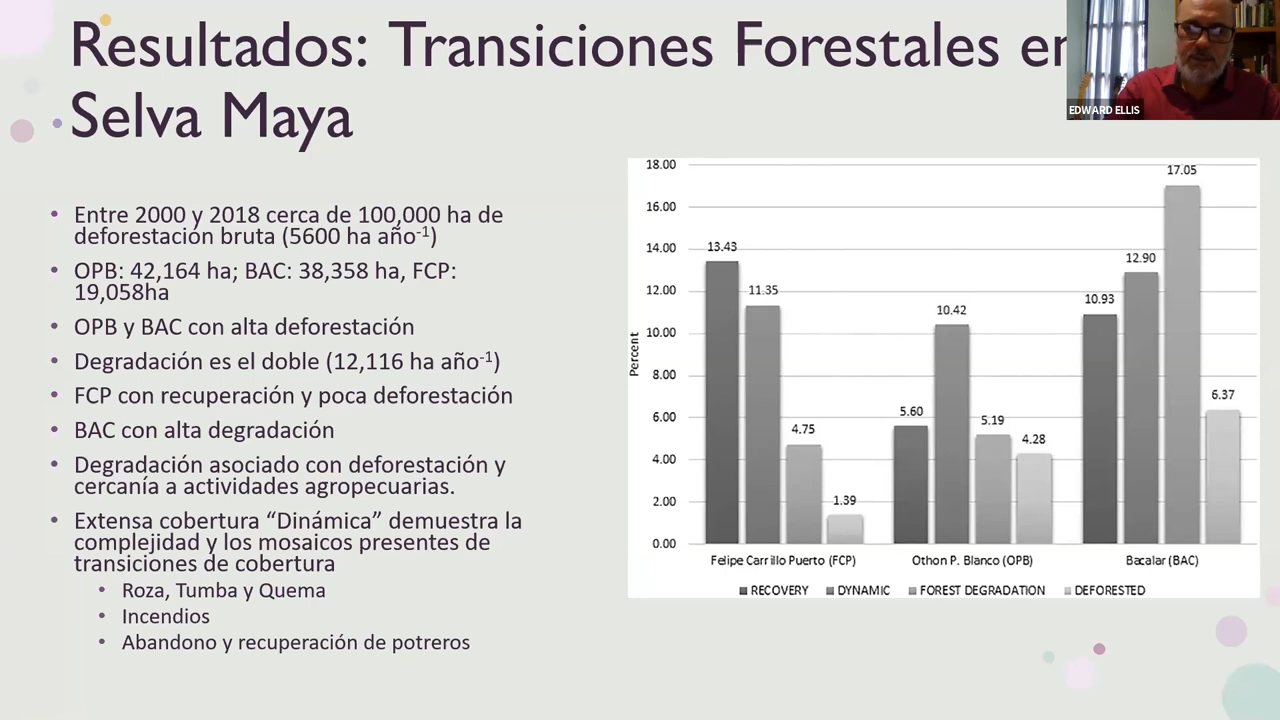 Resultados: Transiciones Forestales en
Selva Maya
EDWARD ELLIS
• Entre 2000 y 2018 cerca de 100,000 ha de
deforestación bruta (5600 ha año-1)
• OPB: 42,164 ha; BAC: 38,358 ha, FCP:
19,058ha
• OPB y BAC con alta deforestación
• Degradación es el doble (12,116 ha año-1)
• FCP con recuperación y poca deforestación
• BAC con alta degradación
• Degradación asociado con deforestación y
cercanía a actividades agropecuarias.
• Extensa cobertura “Dinámica” demuestra la
complejidad y los mosaicos presentes de
transiciones de cobertura
• Roza, Tumba y Quema
• Incendios
• Abandono y recuperación de potreros
Percent
18.00
16.00
14.00
12.00
10.00
8.00
6.00
4.00
2.00
0.00
13.43
11.35
4.75
1.39
5.60
10.42
5.19
4.28
10.93
12.90
17.05
6.37
Felipe Carrillo Puerto (FCP)
Othon P. Blanco (OPB)
Bacalar (BAC)
RECOVERY
DYNAMIC
FOREST DEGRADATION
DEFORESTED